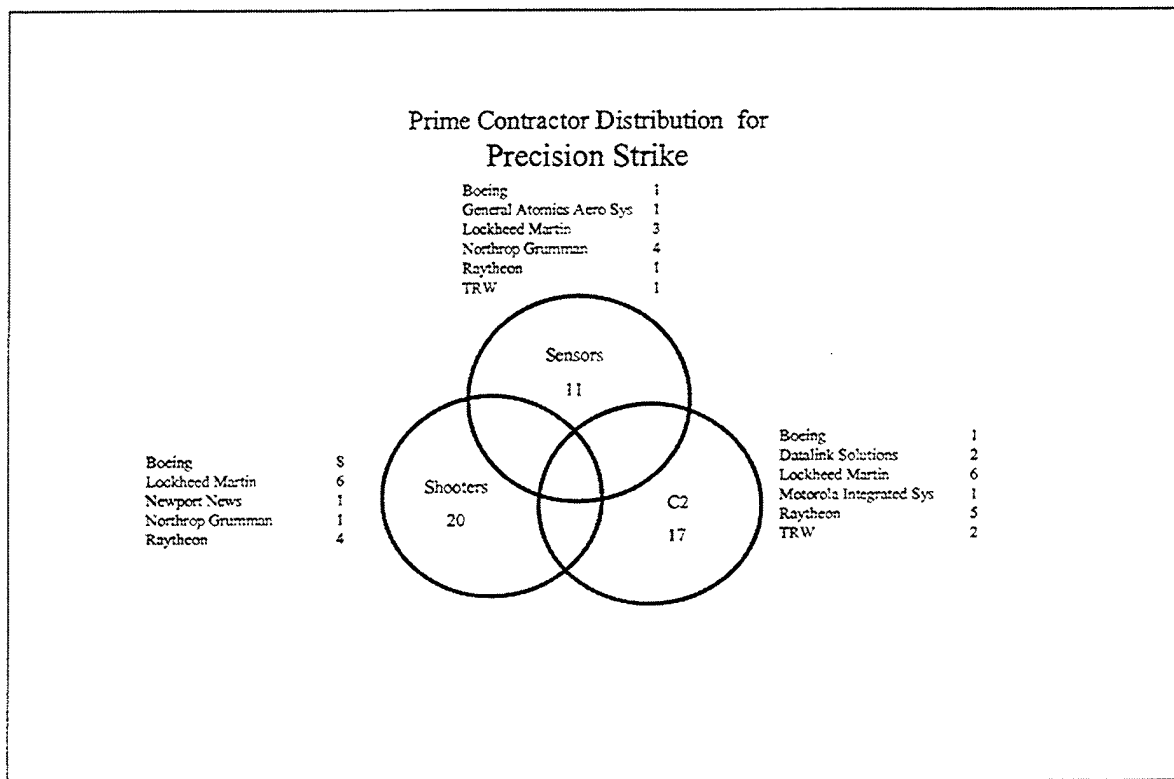 Prime Contractor Distribution for
Precision Strike
Boeing 1
General Atomics Aero Sys 1
Lockheed Martin 3
Northrop Grumman 4
Raytheon 1
TRW 1
Sensors
11
Boeing 8
Lockheed Martin 6
Newport News 1
Northrop Grumman 1
Raytheon 4
Shooters
20
C2
17
Boeing 1
Datalink Solutions 2
Lockheed Martin 6
Motorola Integrated Sys 1
Raytheon 5
TRW 2